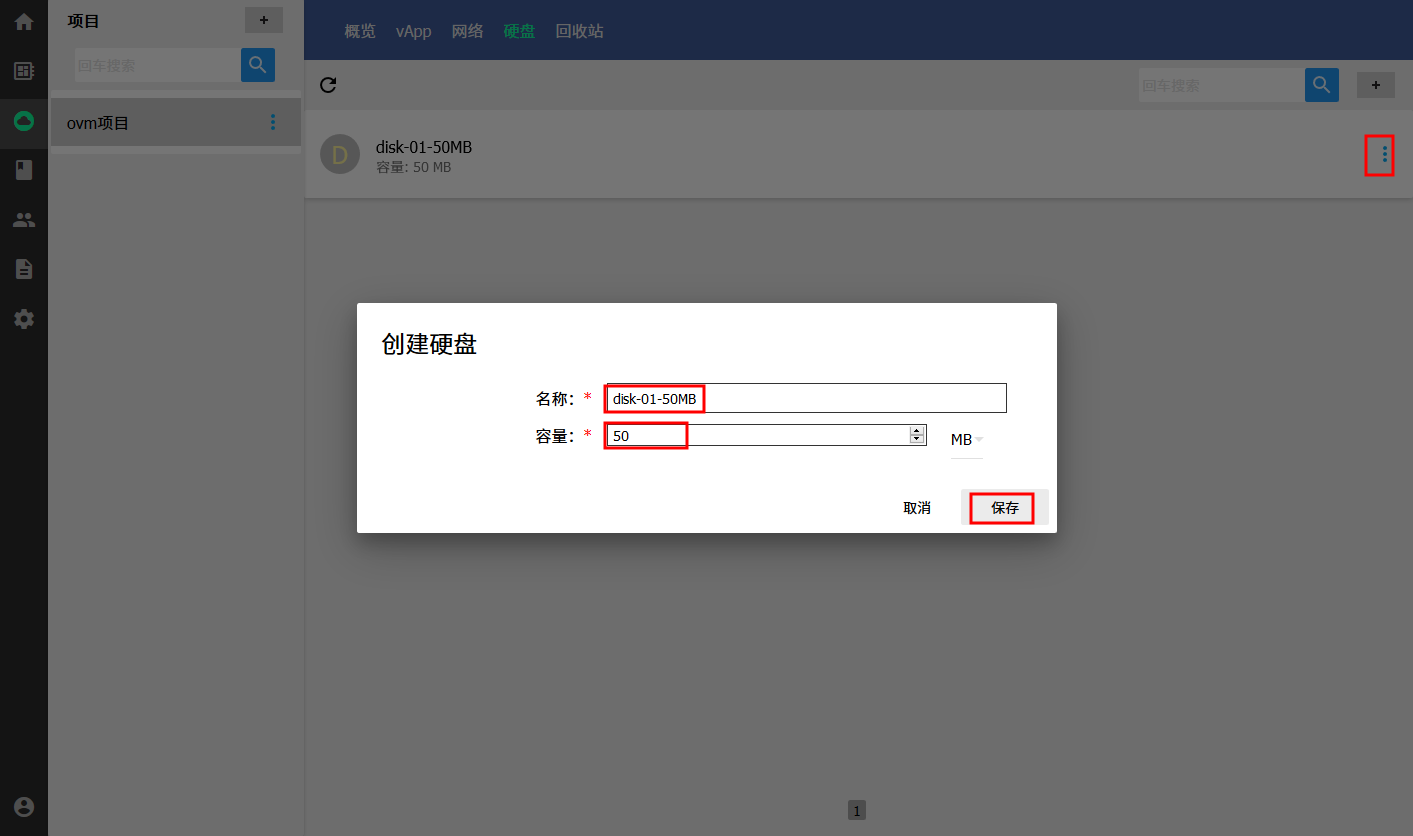 项目
+
回车搜索
ovm项目
概览 vApp 网络 硬盘 回收站
回车搜索
+
D
disk-01-50MB
容量: 50 MB
创建硬盘
名称：* disk-01-50MB
容量：* 50 MB
取消 保存
1